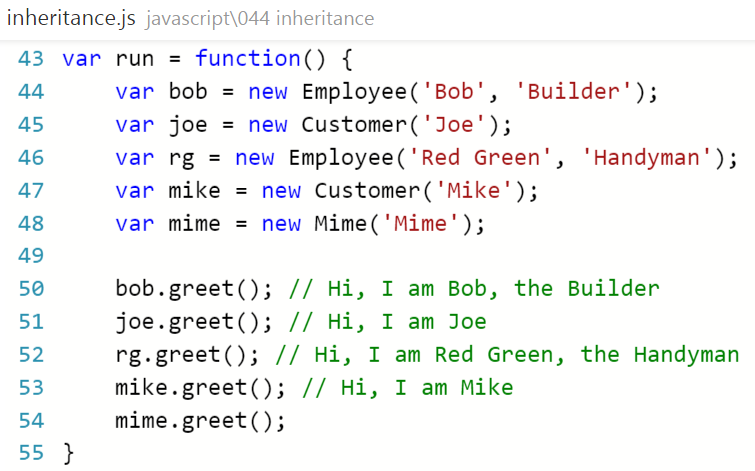 inheritance.js javascript\044 inheritance
43 var run = function() {
44     var bob = new Employee('Bob', 'Builder');
45     var joe = new Customer('Joe');
46     var rg = new Employee('Red Green', 'Handyman');
47     var mike = new Customer('Mike');
48     var mime = new Mime('Mime');
49
50     bob.greet(); // Hi, I am Bob, the Builder
51     joe.greet(); // Hi, I am Joe
52     rg.greet(); // Hi, I am Red Green, the Handyman
53     mike.greet(); // Hi, I am Mike
54     mime.greet();
55 }